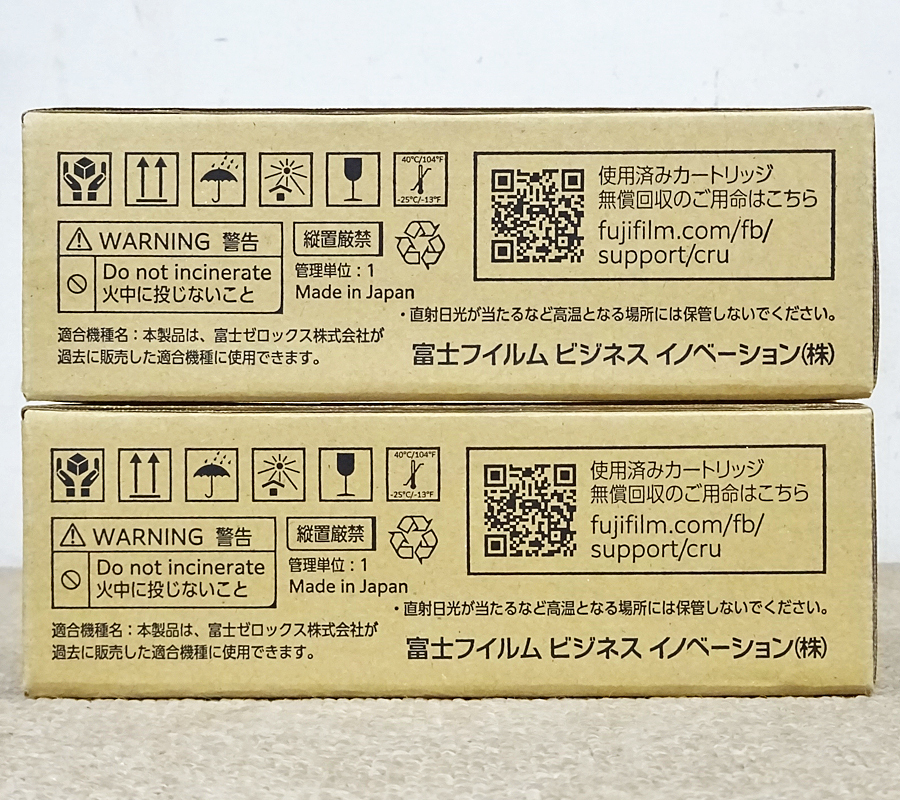 40°C/104°F
-25°C/-13°F
使用済みカートリッジ
無償回収のご用命はこちら
fujifilm.com/fb/
support/cru
WARNING 警告
Do not incinerate
火中に投じないこと
縦置厳禁
管理単位：1
Made in Japan
・直射日光が当たるなど高温となる場所には保管しないでください。
適合機種名：本製品は、富士ゼロックス株式会社が
過去に販売した適合機種に使用できます。
富士フイルム ビジネス イノベーション㈱
40°C/104°F
-25°C/-13°F
使用済みカートリッジ
無償回収のご用命はこちら
fujifilm.com/fb/
support/cru
WARNING 警告
Do not incinerate
火中に投じないこと
縦置厳禁
管理単位：1
Made in Japan
・直射日光が当たるなど高温となる場所には保管しないでください。
適合機種名：本製品は、富士ゼロックス株式会社が
過去に販売した適合機種に使用できます。
富士フイルム ビジネス イノベーション㈱